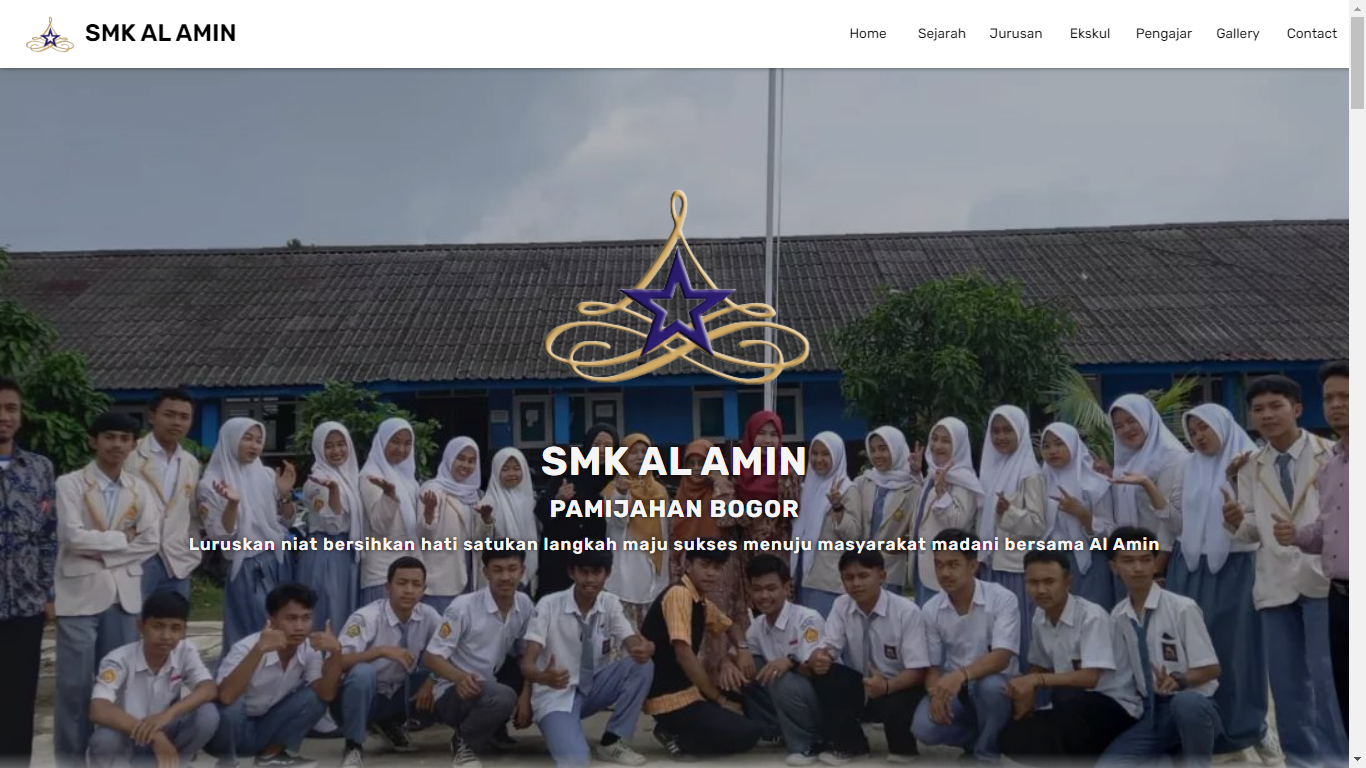 SMK AL AMIN
Home Sejarah Jurusan Ekskul Pengajar Gallery Contact
SMK AL AMIN
PAMIJAHAN BOGOR
Luruskan niat bersihkan hati satukan langkah maju sukses menuju masyarakat madani bersama Al Amin